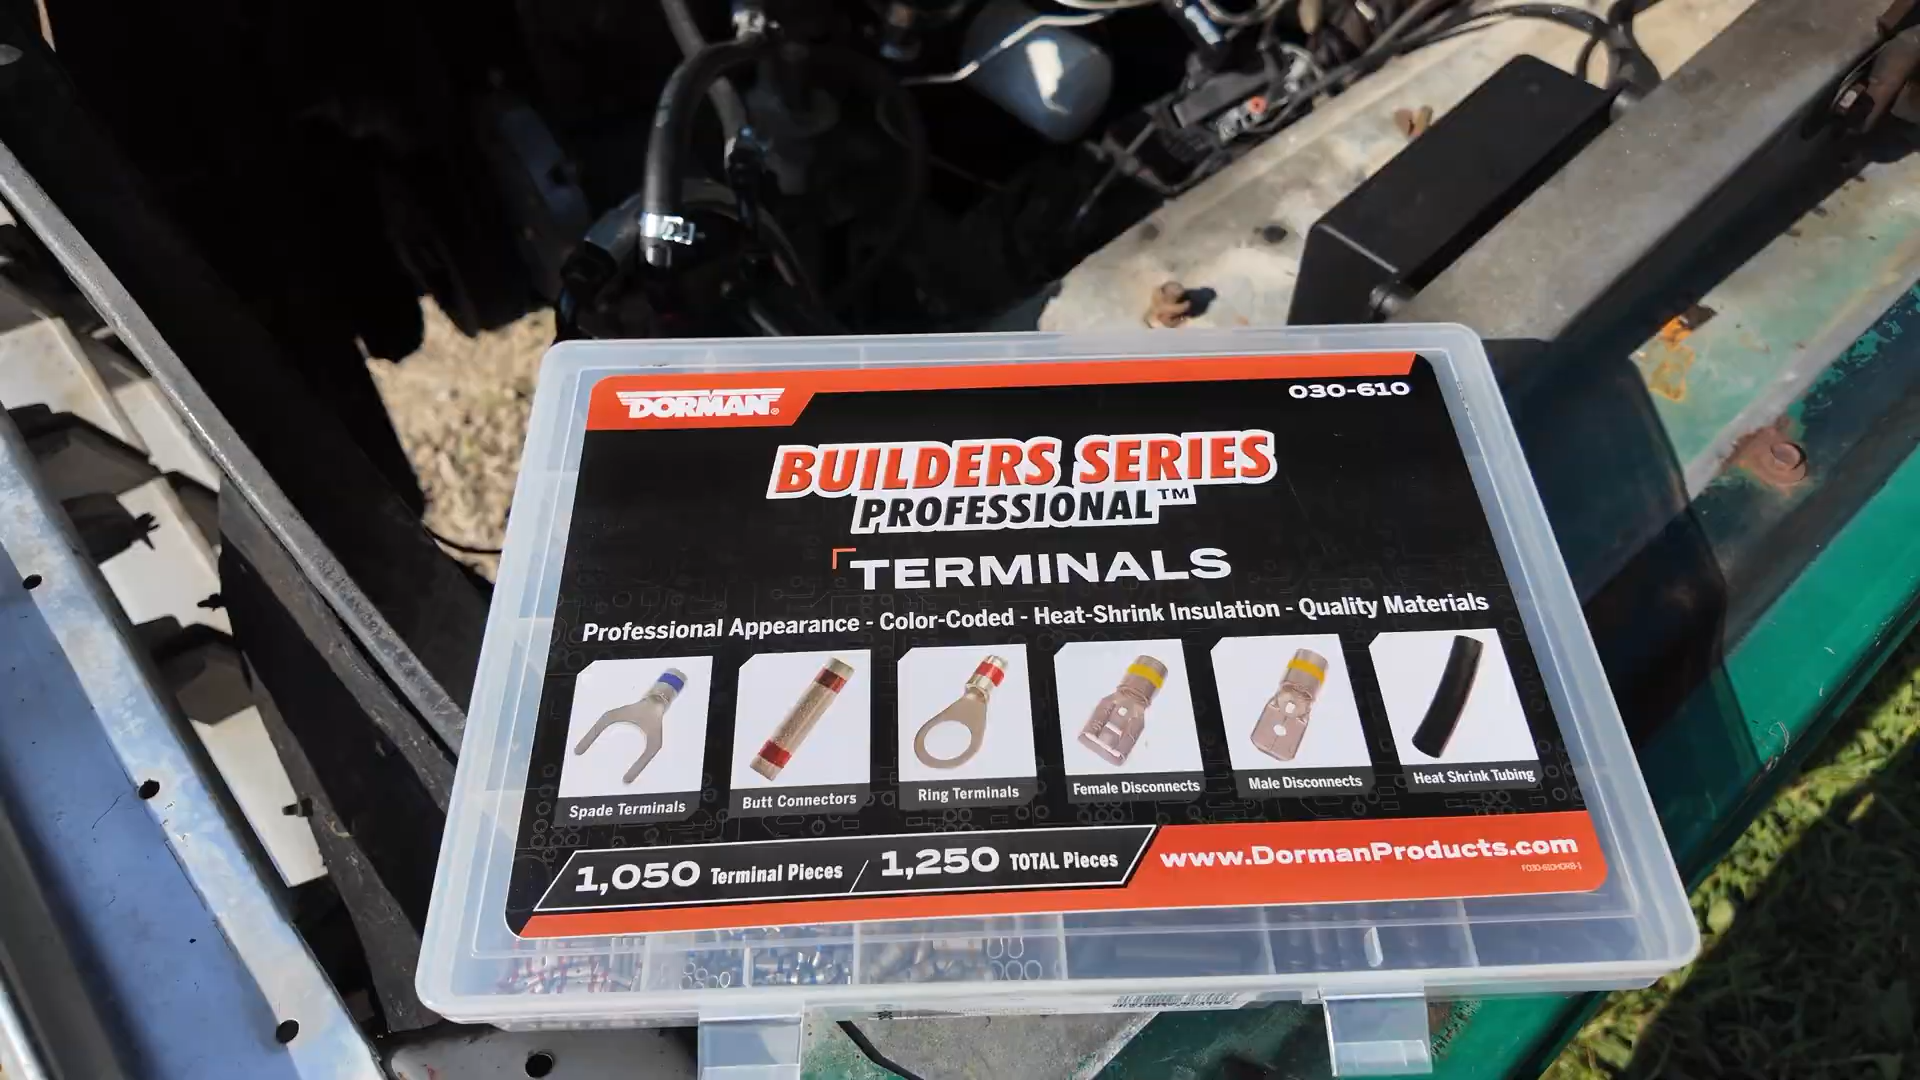 DORMAN®
030-610
BUILDERS SERIES
PROFESSIONAL™
TERMINALS
Professional Appearance - Color-Coded - Heat-Shrink Insulation - Quality Materials
Spade Terminals
Butt Connectors
Ring Terminals
Female Disconnects
Male Disconnects
Heat Shrink Tubing
1,050 Terminal Pieces / 1,250 TOTAL Pieces
www.DormanProducts.com